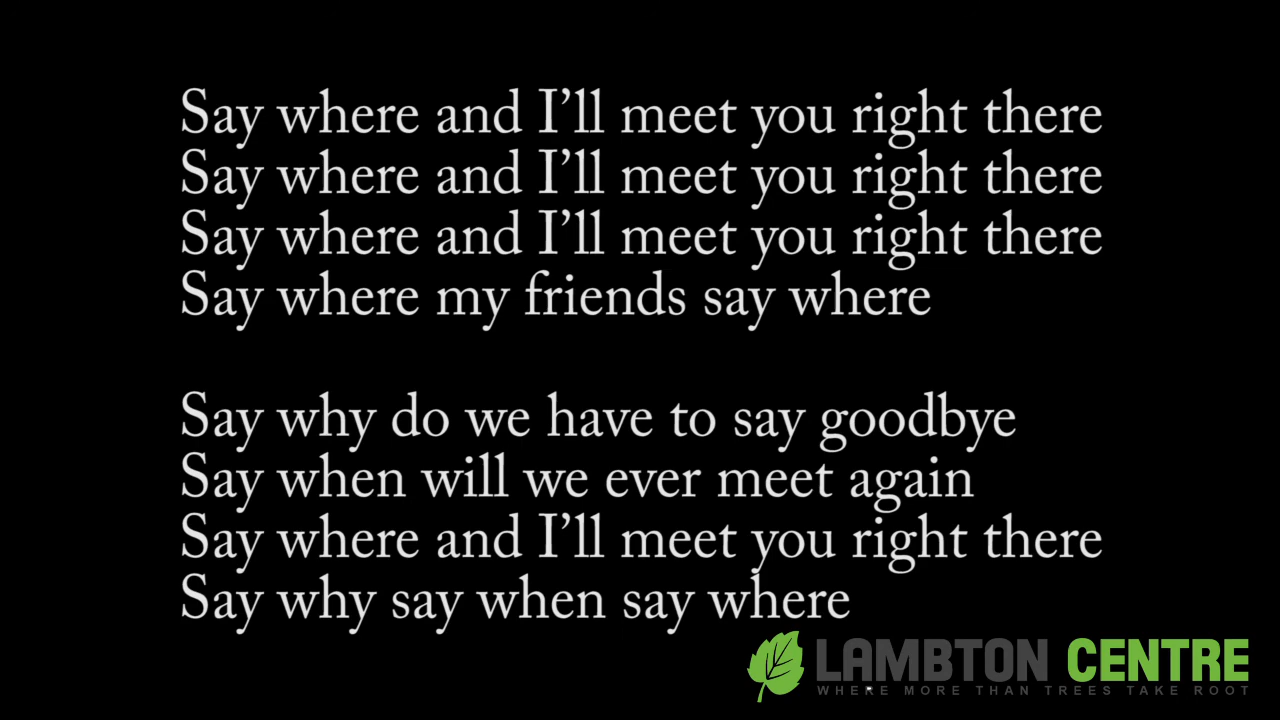 Say where and I’ll meet you right there
Say where and I’ll meet you right there
Say where and I’ll meet you right there
Say where my friends say where
Say why do we have to say goodbye
Say when will we ever meet again
Say where and I’ll meet you right there
Say why say when say where
LAMBTON CENTRE
WHERE MORE THAN TREES TAKE ROOT